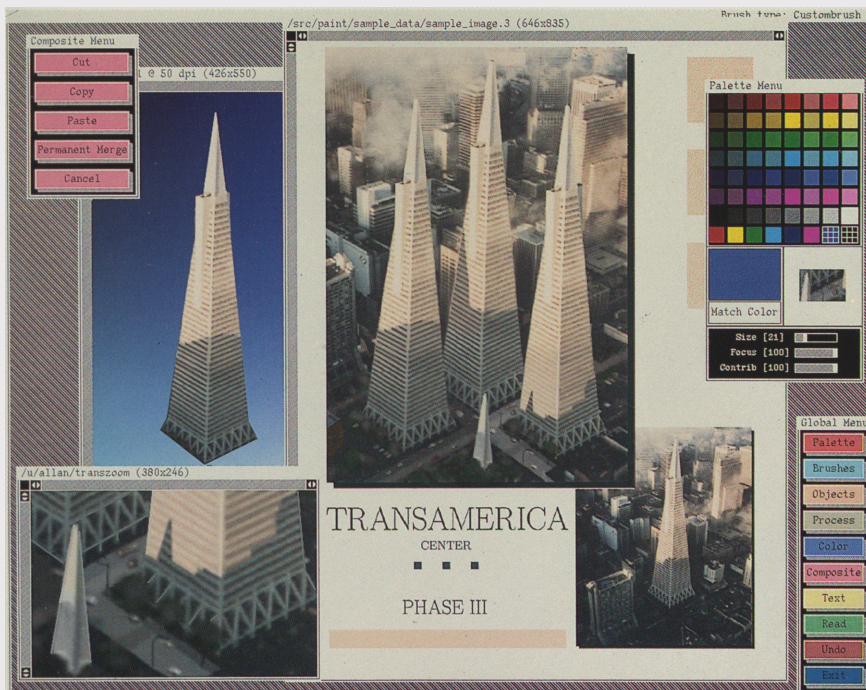 Brush type: Custombrush
/src/paint/sample_data/sample_image.3 (646x835)
Composite Menu
Cut
Copy
Paste
Permanent Merge
Cancel
@ 50 dpi (426x550)
Palette Menu
Match Color
Size [21]
Focus [100]
Contrib [100]
Global Menu
Palette
Brushes
Objects
Process
Color
Composite
Text
Read
Undo
Exit
/u/allan/transzoom (380x246)
TRANSAMERICA
CENTER
PHASE III